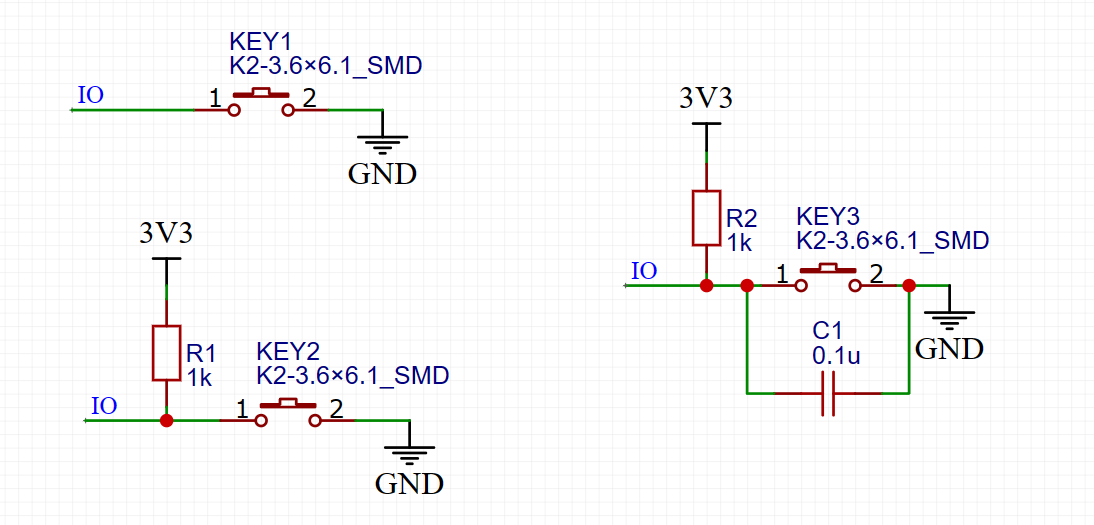 KEY1
K2-3.6×6.1_SMD
IO
1
2
GND
3V3
R1
1k
KEY2
K2-3.6×6.1_SMD
IO
1
2
GND
3V3
R2
1k
KEY3
K2-3.6×6.1_SMD
IO
1
2
C1
0.1u
GND